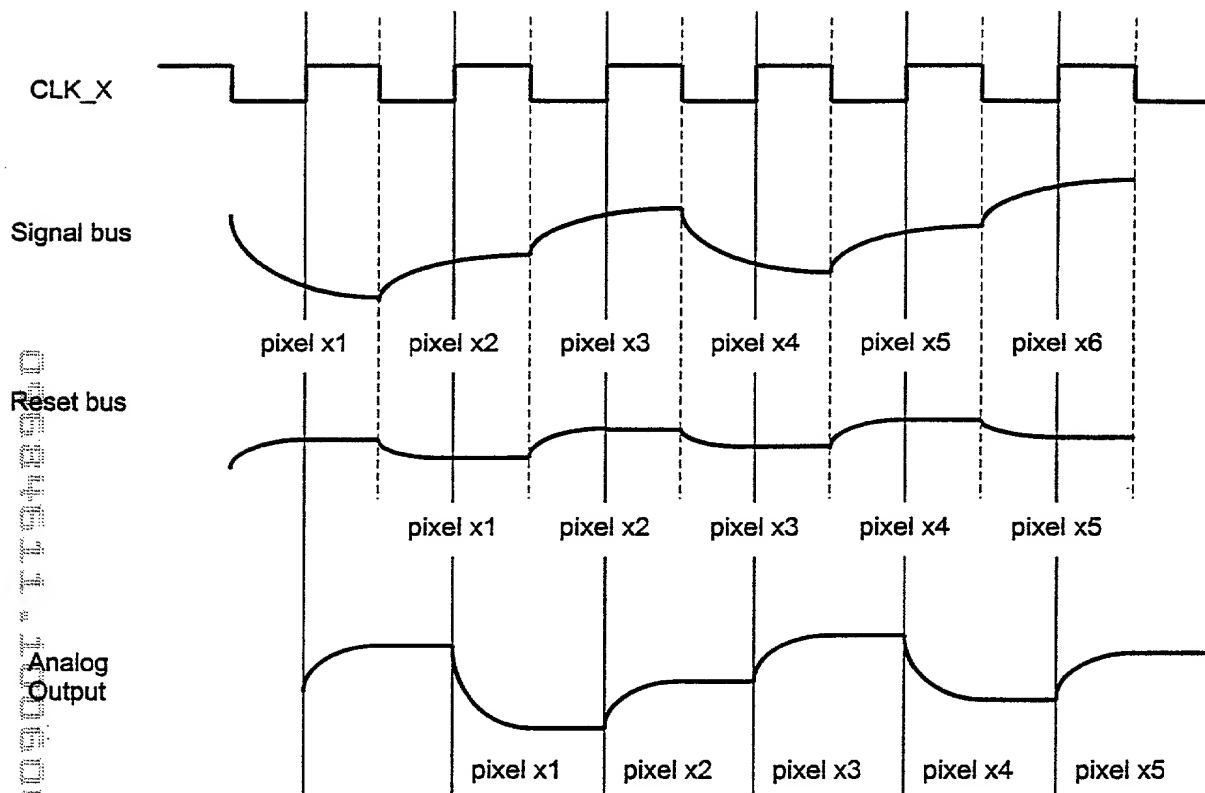 CLK_X
Signal bus
pixel x1 pixel x2 pixel x3 pixel x4 pixel x5 pixel x6
Reset bus
pixel x1 pixel x2 pixel x3 pixel x4 pixel x5
Analog
Output
pixel x1 pixel x2 pixel x3 pixel x4 pixel x5